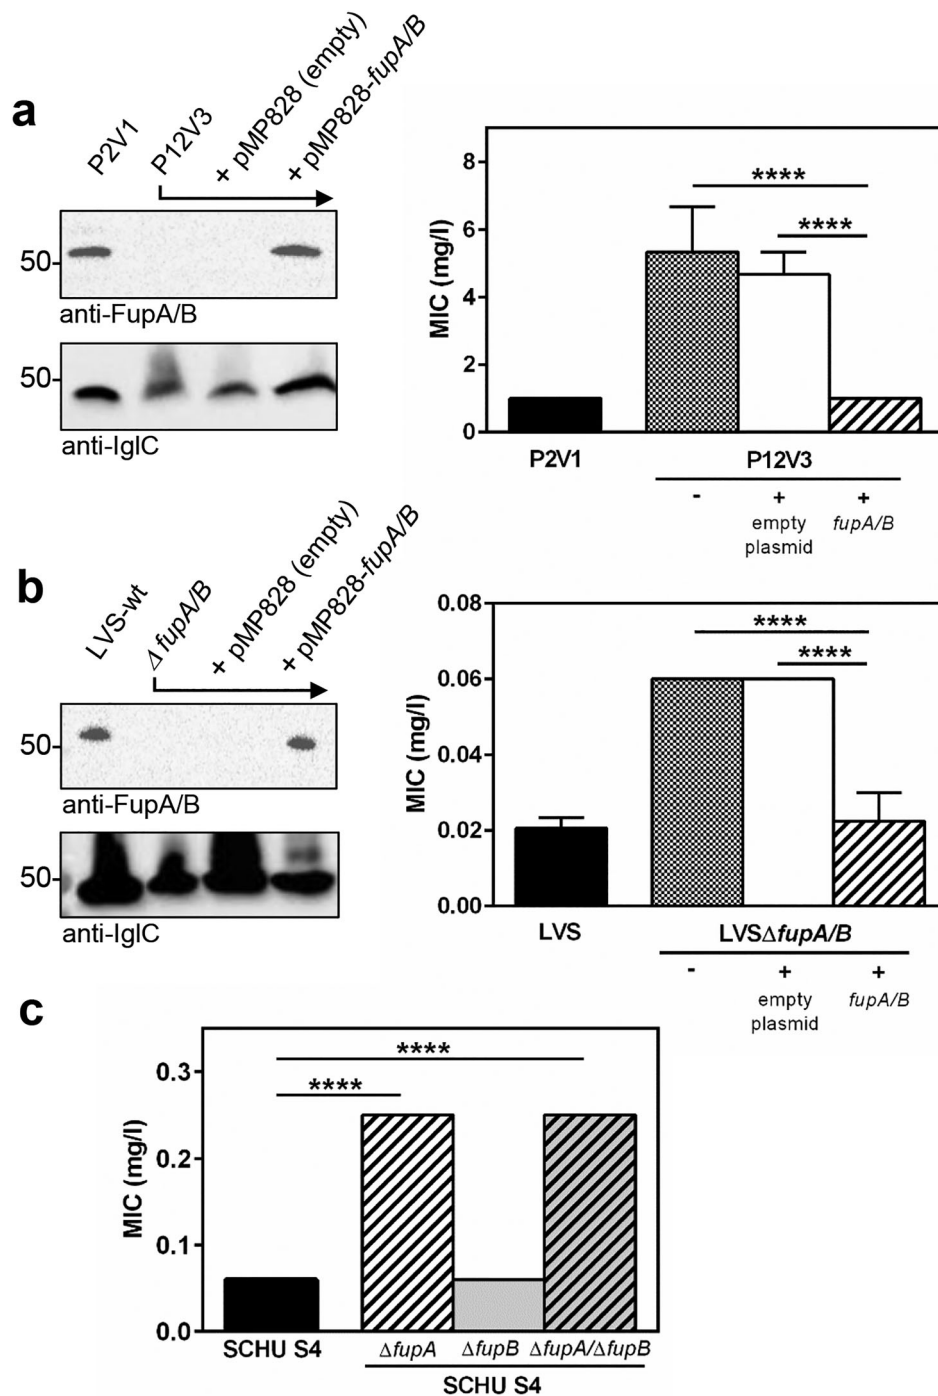 a
P2V1
P12V3
+ pMP828 (empty)
+ pMP828-fupA/B
50
anti-FupA/B
50
anti-IglC
MIC (mg/l)
8
6
4
2
0
****
****
P2V1
P12V3
- + +
empty plasmid
fupA/B
b
LVS-wt
ΔfupA/B
+ pMP828 (empty)
+ pMP828-fupA/B
50
anti-FupA/B
50
anti-IglC
MIC (mg/l)
0.08
0.06
0.04
0.02
0.00
****
****
LVS
LVSΔfupA/B
- + +
empty plasmid
fupA/B
c
MIC (mg/l)
0.3
0.2
0.1
0.0
****
****
SCHU S4
ΔfupA ΔfupB ΔfupA/ΔfupB
SCHU S4